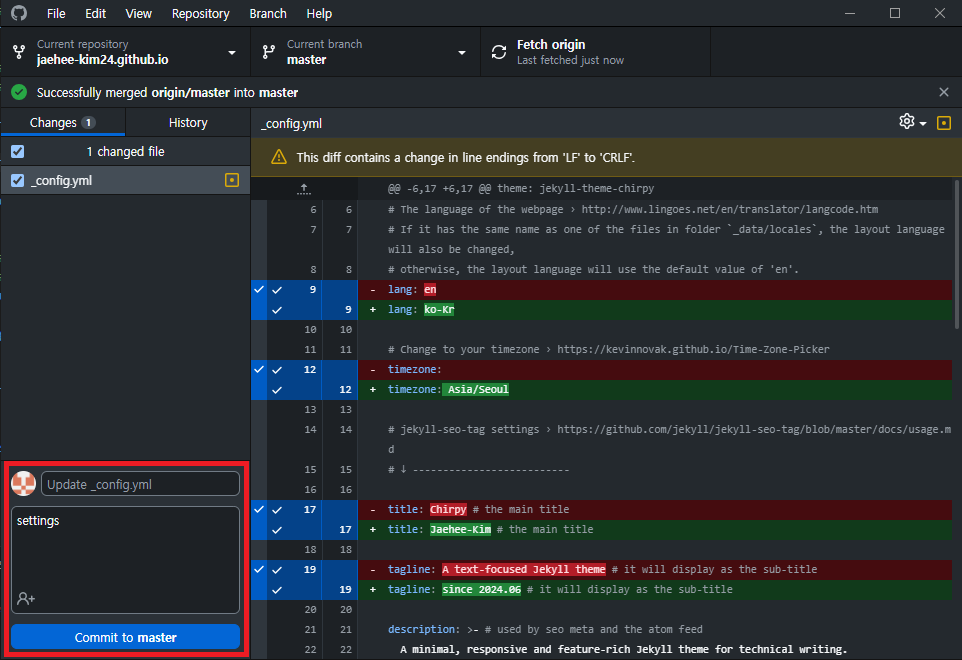 File Edit View Repository Branch Help
Current repository
jaehee-kim24.github.io
Current branch
master
Fetch origin
Last fetched just now
Successfully merged origin/master into master
Changes 1 History
1 changed file
_config.yml
Update _config.yml
settings
Commit to master
_config.yml
This diff contains a change in line endings from 'LF' to 'CRLF'.
@@ -6,17 +6,17 @@ theme: jekyll-theme-chirpy
6 6 # The language of the webpage › http://www.lingoes.net/en/translator/langcode.htm
7 7 # If it has the same name as one of the files in folder `_data/locales`, the layout language
will also be changed,
8 8 # otherwise, the layout language will use the default value of 'en'.
9 - lang: en
9 + lang: ko-Kr
10 10
11 11 # Change to your timezone › https://kevinnovak.github.io/Time-Zone-Picker
12 - timezone:
12 + timezone: Asia/Seoul
13 13
14 14 # jekyll-seo-tag settings › https://github.com/jekyll/jekyll-seo-tag/blob/master/docs/usage.m
d
15 15 # ↓ --------------------------
16 16
17 - title: Chirpy # the main title
17 + title: Jaehee-Kim # the main title
18 18
19 - tagline: A text-focused Jekyll theme # it will display as the sub-title
19 + tagline: since 2024.06 # it will display as the sub-title
20 20
21 21 description: >- # used by seo meta and the atom feed
22 22 A minimal, responsive and feature-rich Jekyll theme for technical writing.